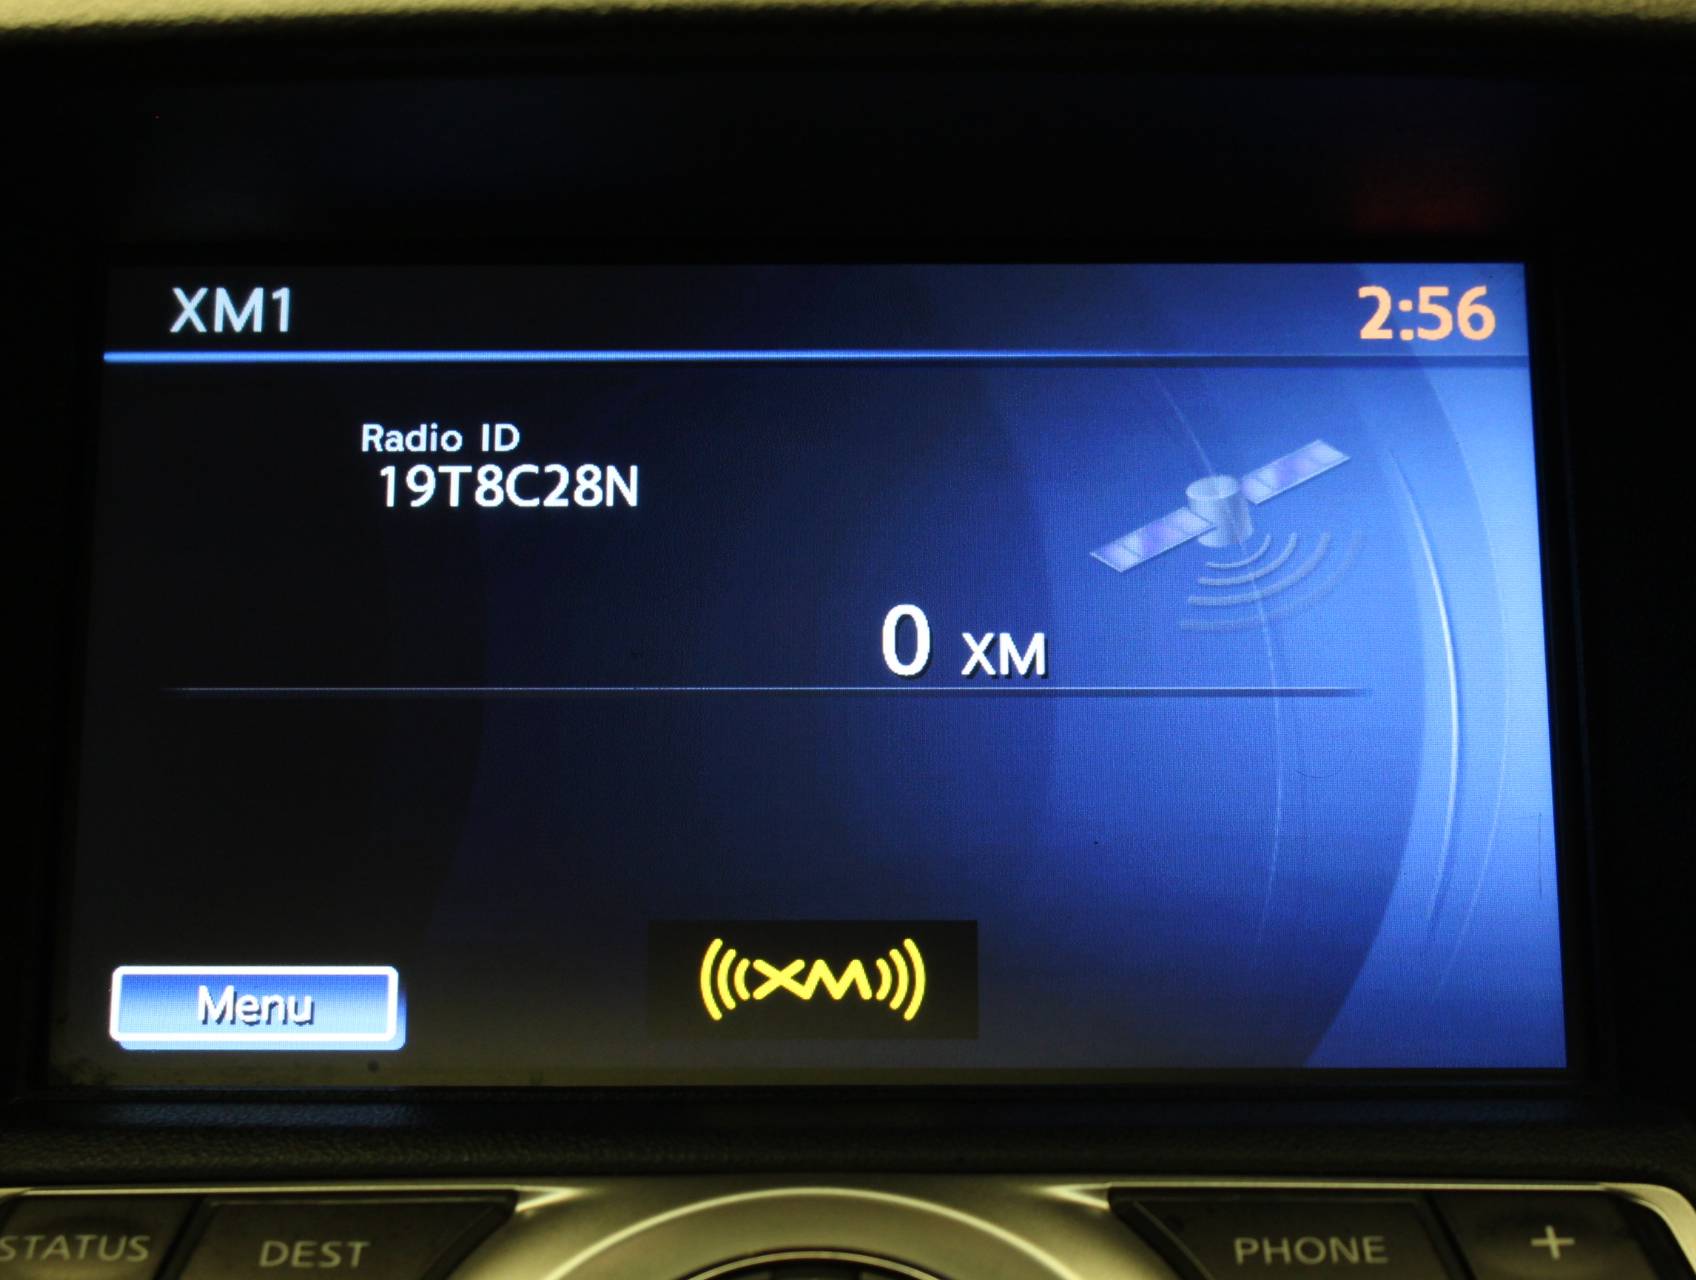 XM1
2:56
Radio ID
19T8C28N
0 XM
Menu
XM
STATUS
DEST
PHONE
+